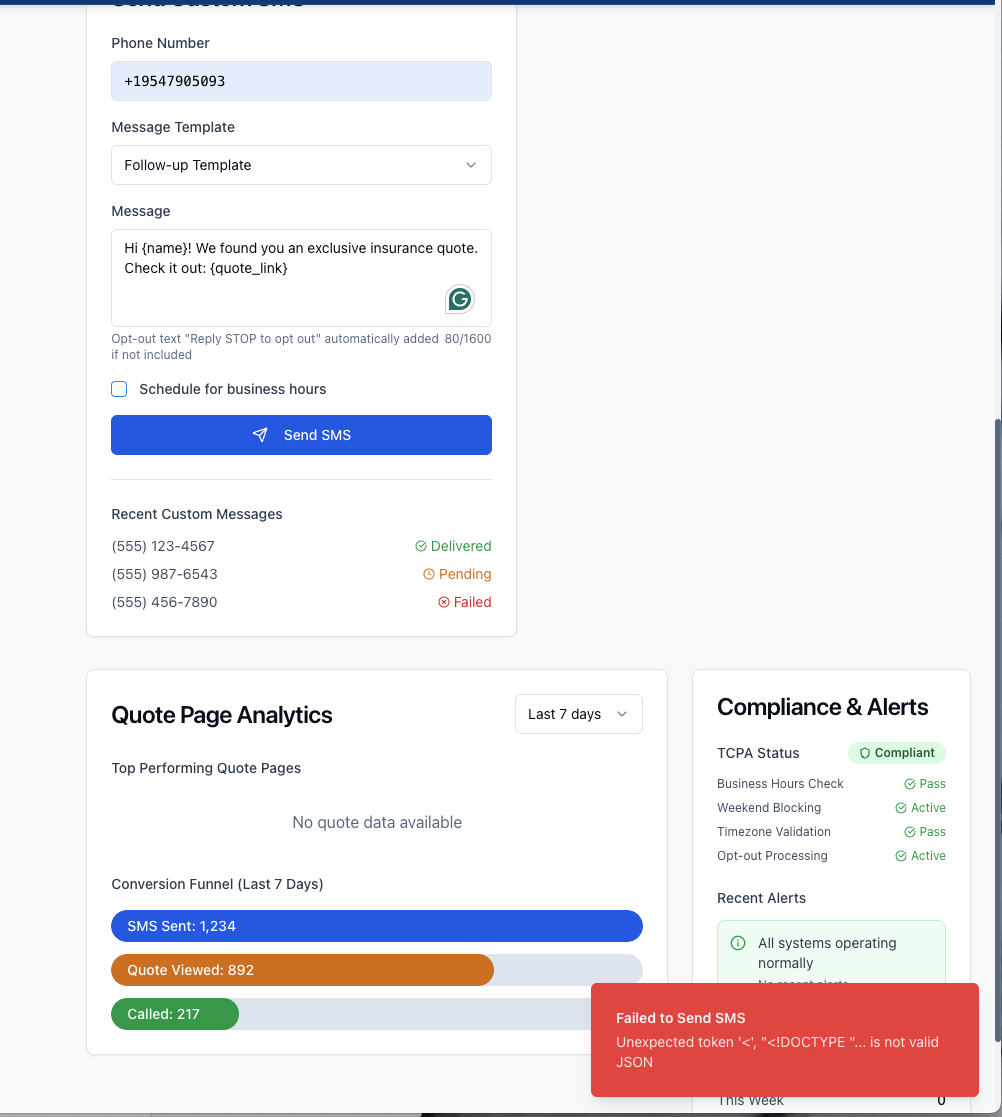 Send Custom SMS
Phone Number
+19547905093
Message Template
Follow-up Template
Message
Hi {name}! We found you an exclusive insurance quote.
Check it out: {quote_link}
Opt-out text "Reply STOP to opt out" automatically added 80/1600
if not included
Schedule for business hours
Send SMS
Recent Custom Messages
(555) 123-4567 Delivered
(555) 987-6543 Pending
(555) 456-7890 Failed
Quote Page Analytics
Last 7 days
Top Performing Quote Pages
No quote data available
Conversion Funnel (Last 7 Days)
SMS Sent: 1,234
Quote Viewed: 892
Called: 217
Compliance & Alerts
TCPA Status Compliant
Business Hours Check Pass
Weekend Blocking Active
Timezone Validation Pass
Opt-out Processing Active
Recent Alerts
All systems operating
normally
No recent alerts
Failed to Send SMS
Unexpected token '<', "<!DOCTYPE "... is not valid
JSON
This Week 0